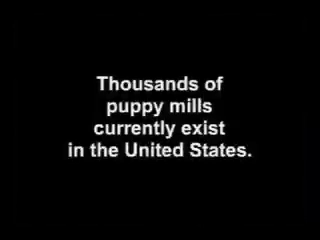 Thousands of
puppy mills
currently exist
in the United States.